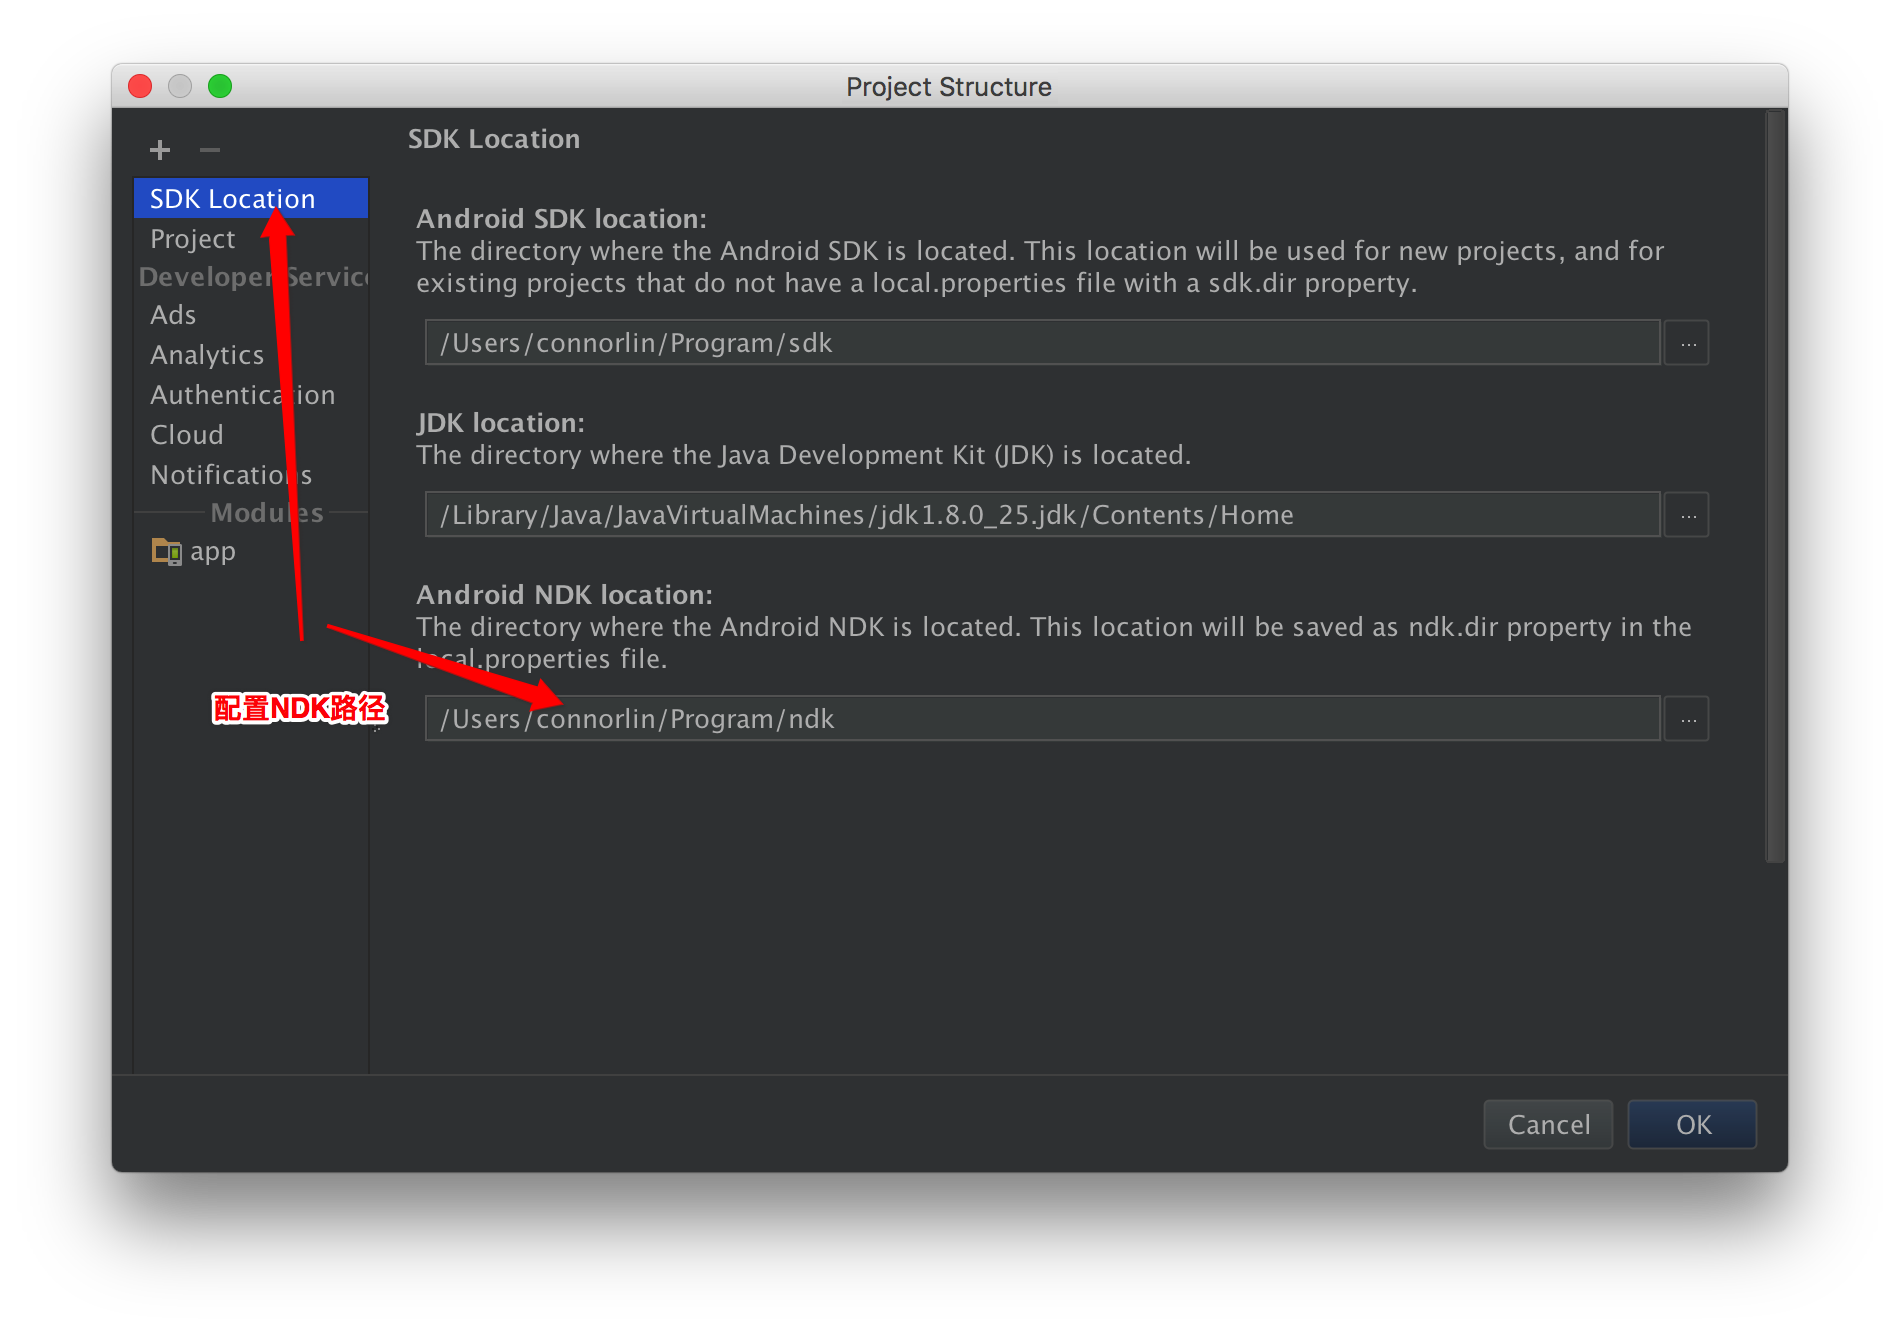 Project Structure
SDK Location
Project
Developer Service
Ads
Analytics
Authentication
Cloud
Notifications
Modules
app
SDK Location
Android SDK location:
The directory where the Android SDK is located. This location will be used for new projects, and for
existing projects that do not have a local.properties file with a sdk.dir property.
/Users/connorlin/Program/sdk
...
JDK location:
The directory where the Java Development Kit (JDK) is located.
/Library/Java/JavaVirtualMachines/jdk1.8.0_25.jdk/Contents/Home
...
Android NDK location:
The directory where the Android NDK is located. This location will be saved as ndk.dir property in the
local.properties file.
配置NDK路径
/Users/connorlin/Program/ndk
...
Cancel
OK